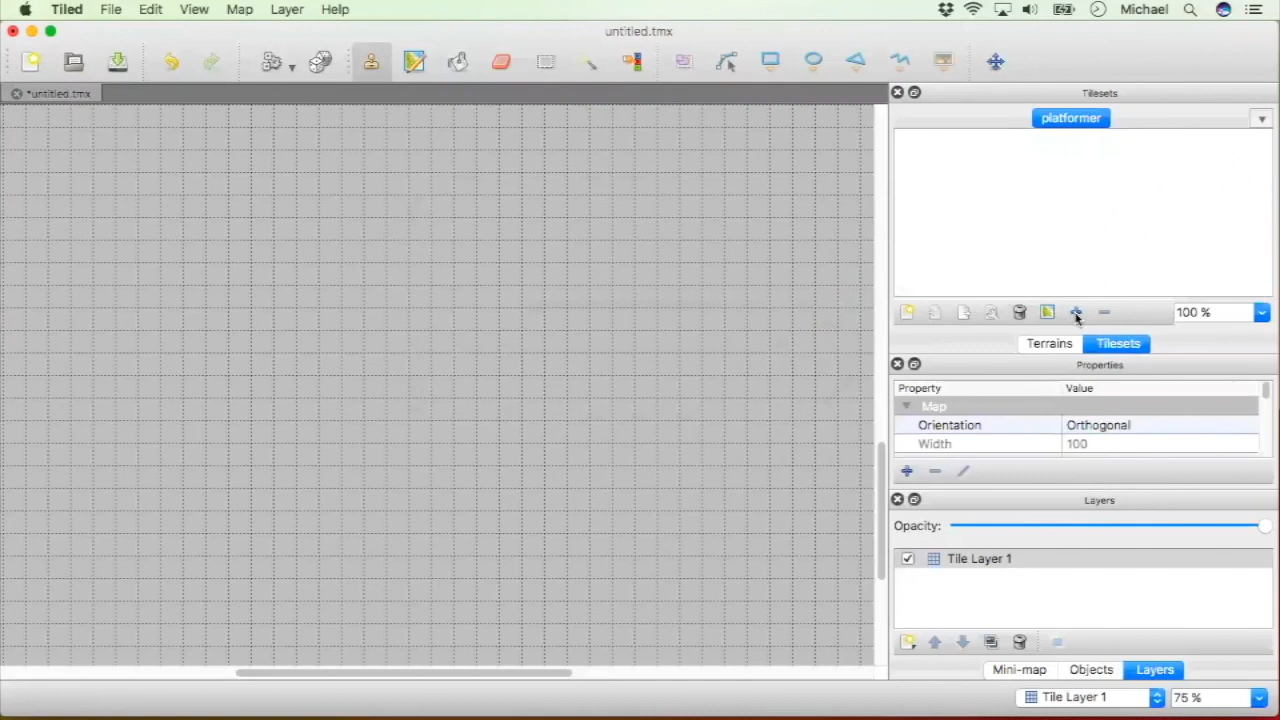 Tiled File Edit View Map Layer Help Michael
untitled.tmx
*untitled.tmx
Tilesets
platformer
100 %
Terrains Tilesets
Properties
Property Value
Map
Orientation Orthogonal
Width 100
Layers
Opacity:
Tile Layer 1
Mini-map Objects Layers
Tile Layer 1 75 %